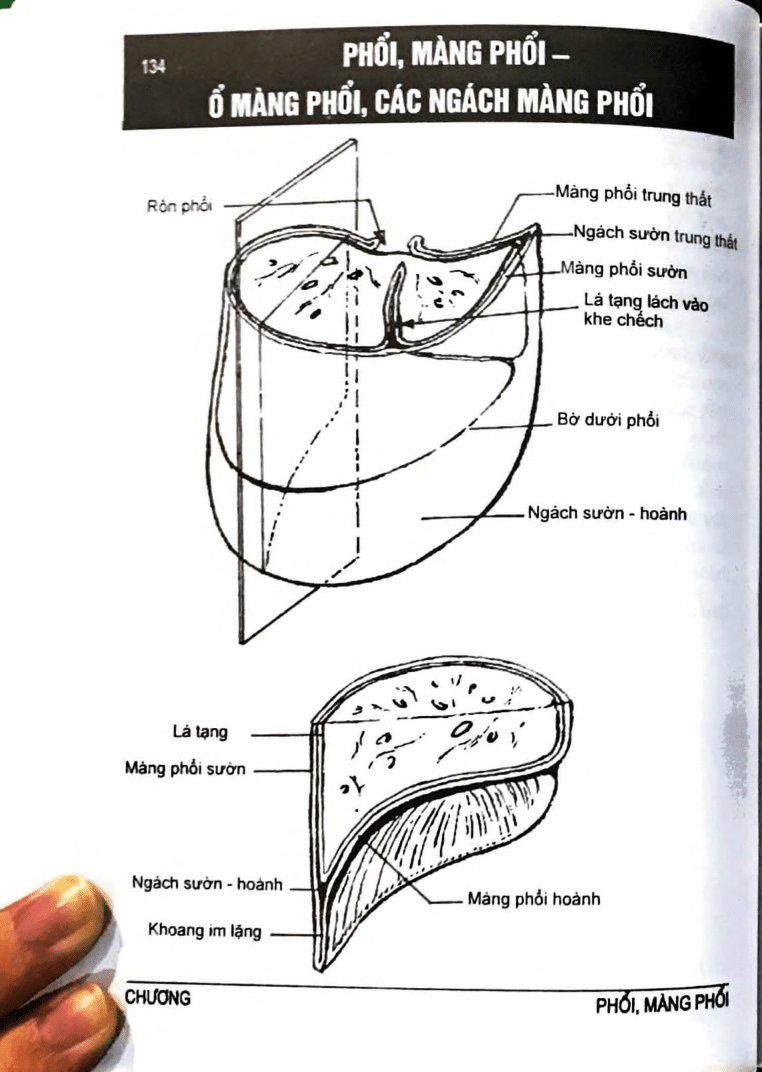 134
PHỔI, MÀNG PHỔI –
Ổ MÀNG PHỔI, CÁC NGÁCH MÀNG PHỔI
Rốn phổi
Màng phổi trung thất
Ngách sườn trung thất
Màng phổi sườn
Lá tạng lách vào
khe chếch
Bờ dưới phổi
Ngách sườn - hoành
Lá tạng
Màng phổi sườn
Ngách sườn - hoành
Màng phổi hoành
Khoang im lặng
CHƯƠNG
PHỔI, MÀNG PHỔI